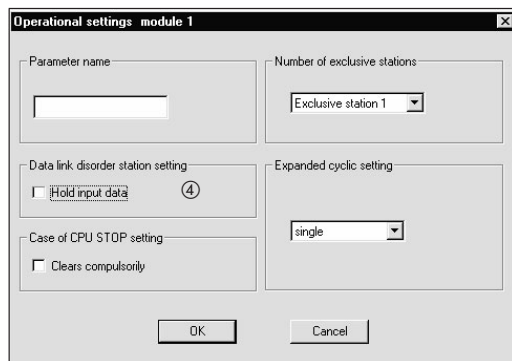 Operational settings module 1
Parameter name
Number of exclusive stations
Exclusive station 1
Data link disorder station setting
Hold input data
④
Expanded cyclic setting
single
Case of CPU STOP setting
Clears compulsorily
OK
Cancel